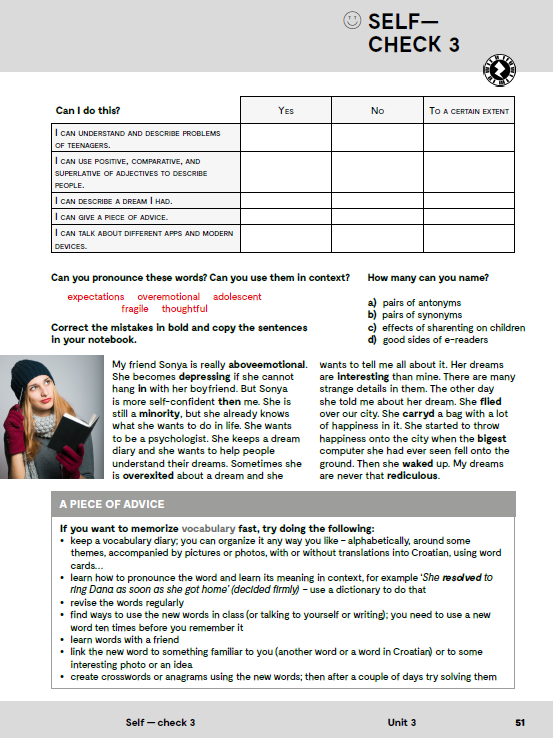 SELF—
CHECK 3
Can I do this?
YES
NO
TO A CERTAIN EXTENT
I CAN UNDERSTAND AND DESCRIBE PROBLEMS
OF TEENAGERS.
I CAN USE POSITIVE, COMPARATIVE, AND
SUPERLATIVE OF ADJECTIVES TO DESCRIBE
PEOPLE.
I CAN DESCRIBE A DREAM I HAD.
I CAN GIVE A PIECE OF ADVICE.
I CAN TALK ABOUT DIFFERENT APPS AND MODERN
DEVICES.
Can you pronounce these words? Can you use them in context?
expectations overemotional adolescent
fragile thoughtful
Correct the mistakes in bold and copy the sentences
in your notebook.
How many can you name?
a) pairs of antonyms
b) pairs of synonyms
c) effects of sharenting on children
d) good sides of e-readers
My friend Sonya is really aboveemotional.
She becomes depressing if she cannot
hang in with her boyfriend. But Sonya
is more self-confident then me. She is
still a minority, but she already knows
what she wants to do in life. She wants
to be a psychologist. She keeps a dream
diary and she wants to help people
understand their dreams. Sometimes she
is overexited about a dream and she
wants to tell me all about it. Her dreams
are interesting than mine. There are many
strange details in them. The other day
she told me about her dream. She flied
over our city. She carryd a bag with a lot
of happiness in it. She started to throw
happiness onto the city when the bigest
computer she had ever seen fell onto the
ground. Then she waked up. My dreams
are never that rediculous.
A PIECE OF ADVICE
If you want to memorize vocabulary fast, try doing the following:
• keep a vocabulary diary; you can organize it any way you like – alphabetically, around some
themes, accompanied by pictures or photos, with or without translations into Croatian, using word
cards...
• learn how to pronounce the word and learn its meaning in context, for example 'She resolved to
ring Dana as soon as she got home' (decided firmly) – use a dictionary to do that
• revise the words regularly
• find ways to use the new words in class (or talking to yourself or writing); you need to use a new
word ten times before you remember it
• learn words with a friend
• link the new word to something familiar to you (another word or a word in Croatian) or to some
interesting photo or an idea
• create crosswords or anagrams using the new words; then after a couple of days try solving them
Self — check 3
Unit 3
51